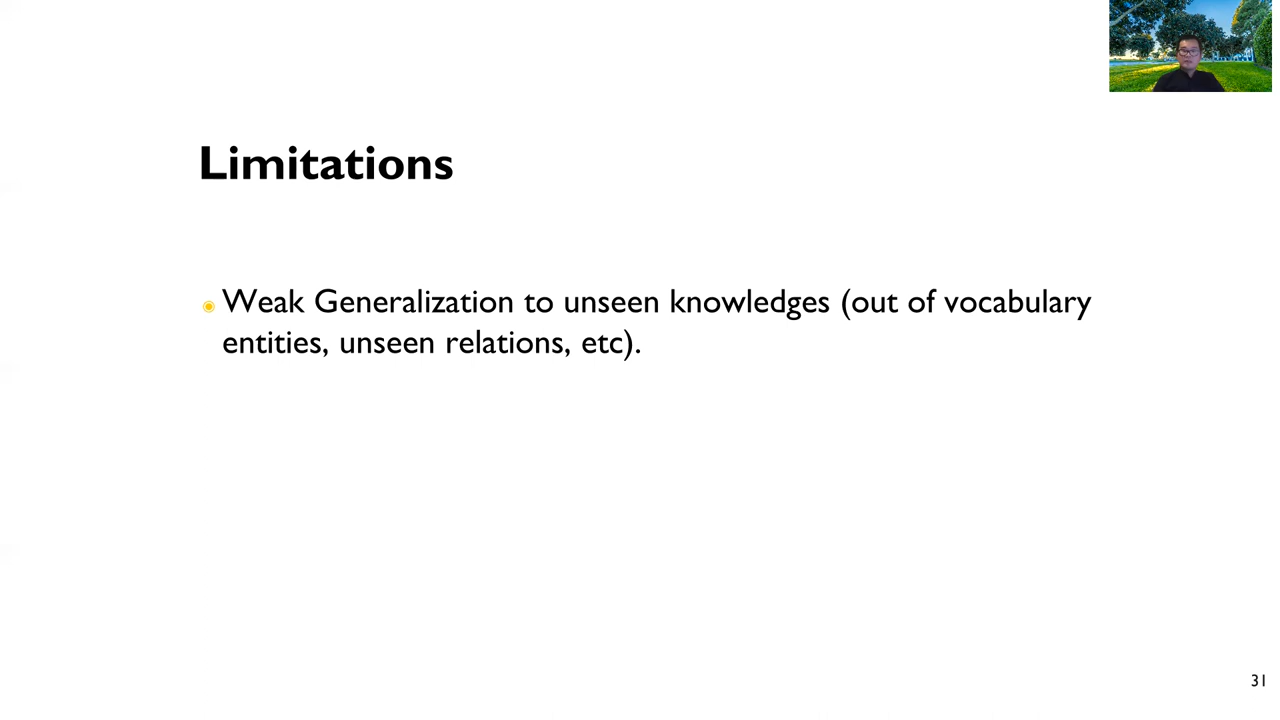 Limitations
Weak Generalization to unseen knowledges (out of vocabulary
entities, unseen relations, etc).
31